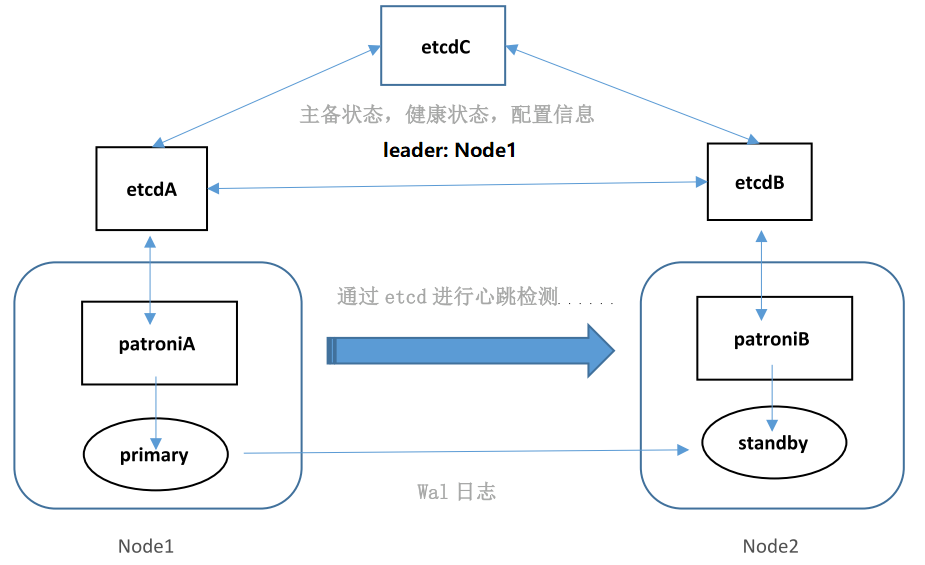 etcdC
主备状态，健康状态，配置信息
leader: Node1
etcdA
etcdB
通过 etcd 进行心跳检测......
patroniA
patroniB
primary
standby
Wal 日志
Node1
Node2